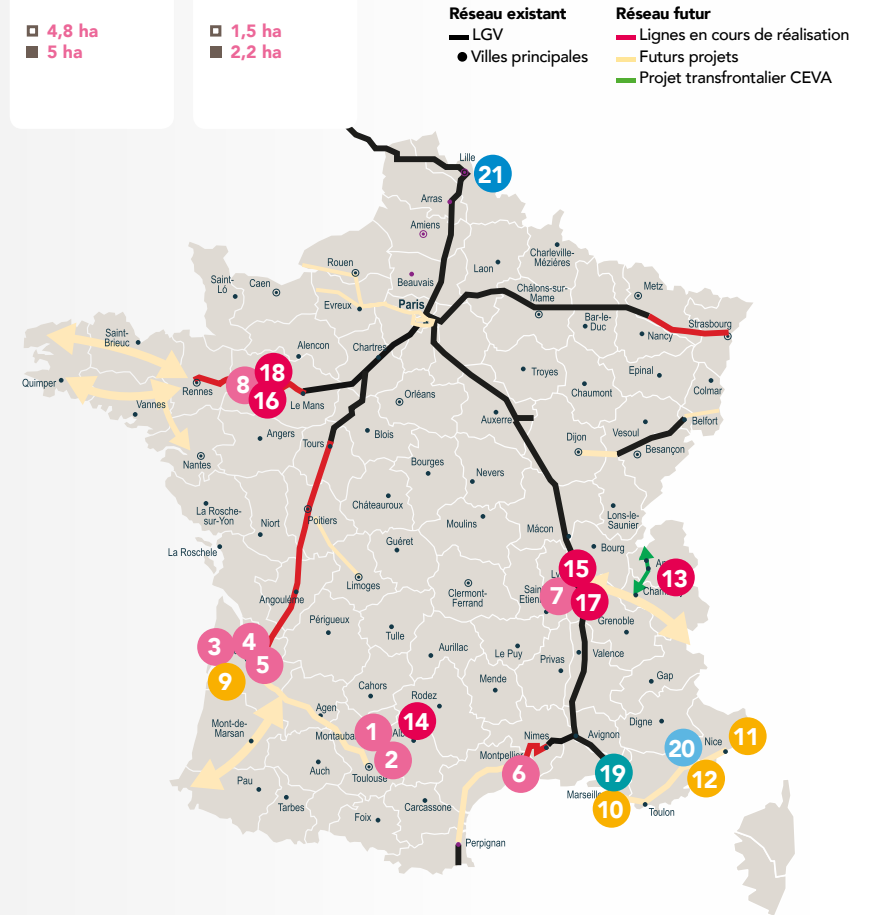 4,8 ha
5 ha
1,5 ha
2,2 ha
Réseau existant
LGV
Villes principales
Réseau futur
Lignes en cours de réalisation
Futurs projets
Projet transfrontalier CEVA
Lille
21
Arras
Amiens
Rouen
Beauvais
Laon
Charleville-
Mézières
Saint-
Ló
Caen
Evreux
Paris
Châlons-sur-
Marne
Metz
Bar-le-
Duc
Nancy
Strasbourg
Saint-
Brieuc
Alencon
Chartres
Quimper
Rennes
8
18
16
Le Mans
Vannes
Orléans
Troyes
Chaumont
Epinal
Colmar
Auxerre
Angers
Tours
Blois
Dijon
Vesoul
Belfort
Besançon
Nantes
Bourges
Nevers
La Rosche-
sur-Yon
Niort
Poitiers
Châteauroux
Moulins
Lons-le-
Saunier
Mâcon
La Roschele
Guéret
Bourg
Limoges
Clermont-
Ferrand
15
13
7
17
Angoulême
Périgueux
Tulle
Grenoble
3
4
5
9
Aurillac
Le Puy
Privas
Valence
Mende
Gap
Cahors
Rodez
Agen
Mont-de-
Marsan
1
14
2
Toulouse
Digne
Nimes
Avignon
Montpellier
6
19
20
Nice
11
12
10
Toulon
Auch
Pau
Tarbes
Foix
Carcassone
Perpignan